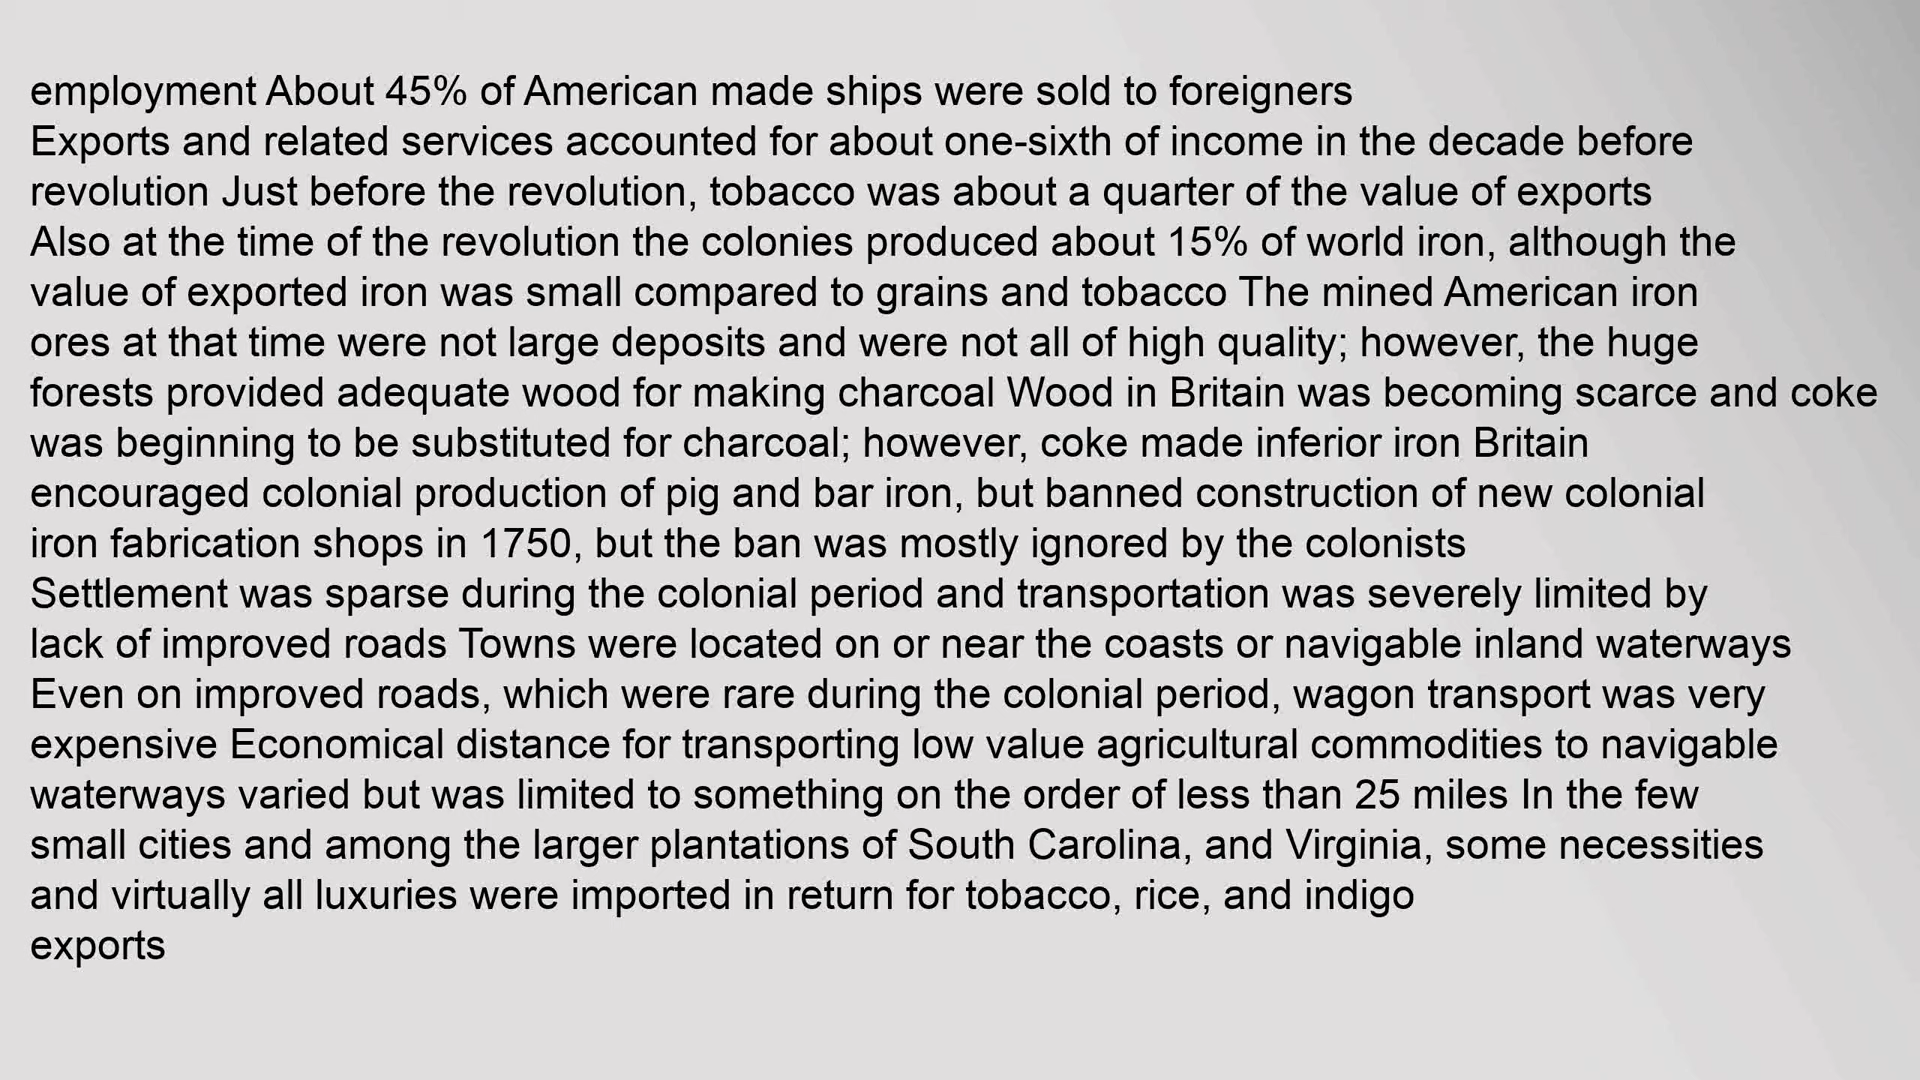 employment About 45% of American made ships were sold to foreigners
Exports and related services accounted for about one-sixth of income in the decade before
revolution Just before the revolution, tobacco was about a quarter of the value of exports
Also at the time of the revolution the colonies produced about 15% of world iron, although the
value of exported iron was small compared to grains and tobacco The mined American iron
ores at that time were not large deposits and were not all of high quality; however, the huge
forests provided adequate wood for making charcoal Wood in Britain was becoming scarce and coke
was beginning to be substituted for charcoal; however, coke made inferior iron Britain
encouraged colonial production of pig and bar iron, but banned construction of new colonial
iron fabrication shops in 1750, but the ban was mostly ignored by the colonists
Settlement was sparse during the colonial period and transportation was severely limited by
lack of improved roads Towns were located on or near the coasts or navigable inland waterways
Even on improved roads, which were rare during the colonial period, wagon transport was very
expensive Economical distance for transporting low value agricultural commodities to navigable
waterways varied but was limited to something on the order of less than 25 miles In the few
small cities and among the larger plantations of South Carolina, and Virginia, some necessities
and virtually all luxuries were imported in return for tobacco, rice, and indigo
exports